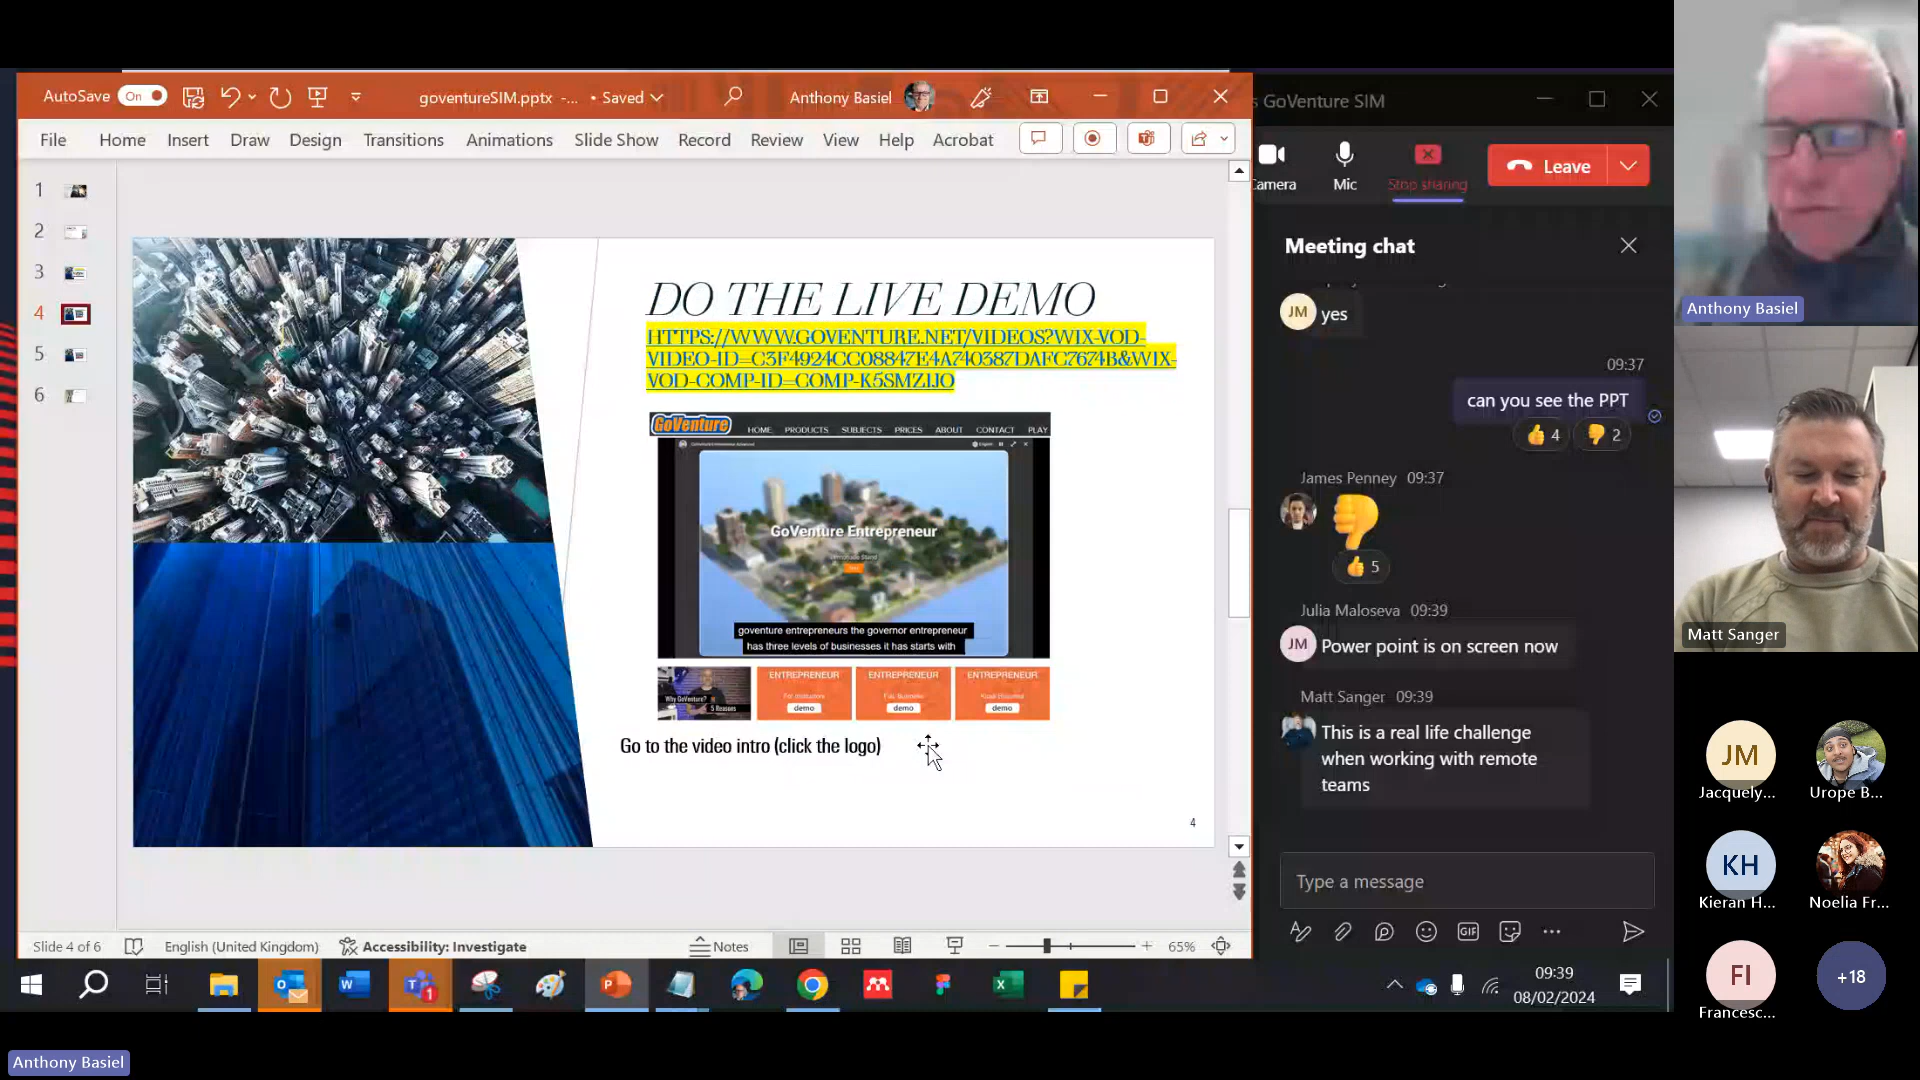 AutoSave On goventureSIM.pptx -... • Saved Anthony Basiel
File Home Insert Draw Design Transitions Animations Slide Show Record Review View Help Acrobat
1
2
3
4
5
6
DO THE LIVE DEMO
HTTPS://WWW.GOVENTURE.NET/VIDEOS?WIX-VOD-
VIDEO-ID=C3F4924CC08847E4A740387DAFC7674B&WIX-
VOD-COMP-ID=COMP-K5SMZIJO
GoVenture HOME PRODUCTS SUBJECTS PRICES ABOUT CONTACT PLAY
English
GoVenture Entrepreneur
goventure entrepreneurs the governor entrepreneur
has three levels of businesses it has starts with
Why GoVenture?
5 Reasons
ENTREPRENEUR ENTREPRENEUR ENTREPRENEUR
demo demo demo
Go to the video intro (click the logo)
4
Slide 4 of 6 English (United Kingdom) Accessibility: Investigate Notes 65%
s GoVenture SIM
Camera Mic Stop sharing Leave
Meeting chat
JM yes
09:37
can you see the PPT
4 2
James Penney 09:37
5
Julia Maloseva 09:39
JM Power point is on screen now
Matt Sanger 09:39
This is a real life challenge
when working with remote
teams
Type a message
GIF
09:39
08/02/2024
Anthony Basiel
Matt Sanger
JM
Jacquely... Urope B...
KH
Kieran H... Noelia Fr...
FI +18
Francesc...
Anthony Basiel